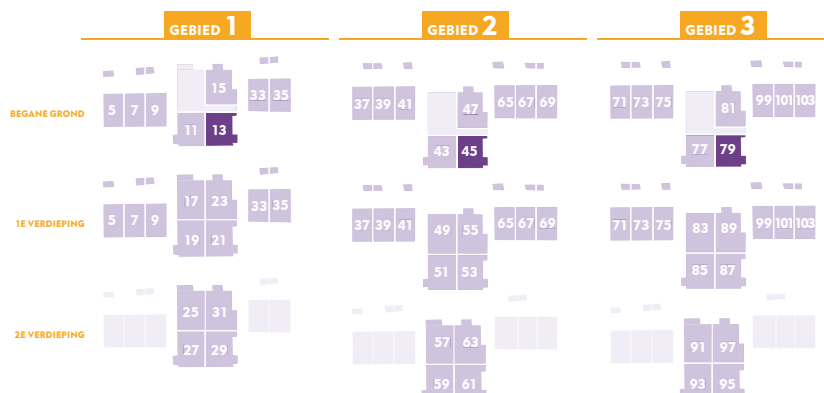 GEBIED 1
GEBIED 2
GEBIED 3
BEGANE GROND
5 7 9 11 13 15 33 35
37 39 41 43 45 47 65 67 69
71 73 75 77 79 81 99 101 103
1E VERDIEPING
5 7 9 17 23 19 21 33 35
37 39 41 49 55 51 53 65 67 69
71 73 75 83 89 85 87 99 101 103
2E VERDIEPING
25 31 27 29
57 63 59 61
91 97 93 95